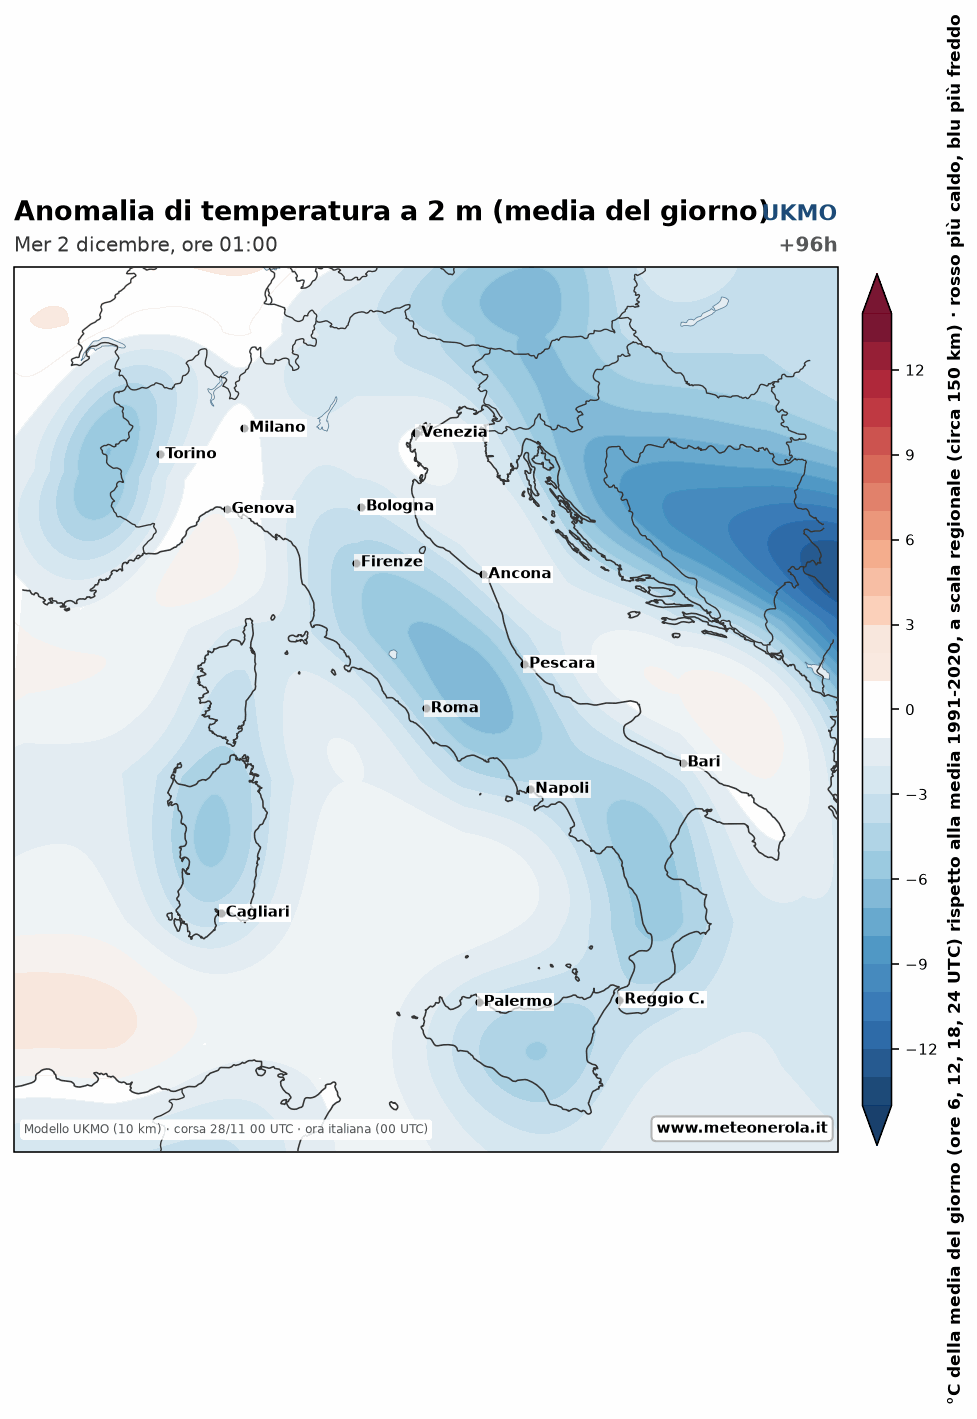 Anomalia di temperatura a 2 m (media del giorno)
UKMO
Mer 2 dicembre, ore 01:00
+96h
Milano
Venezia
Torino
Genova
Bologna
Firenze
Ancona
Pescara
Roma
Bari
Napoli
Cagliari
Palermo
Reggio C.
Modello UKMO (10 km) · corsa 28/11 00 UTC · ora italiana (00 UTC)
www.meteonerola.it
12
9
6
3
0
−3
−6
−9
−12
°C della media del giorno (ore 6, 12, 18, 24 UTC) rispetto alla media 1991-2020, a scala regionale (circa 150 km) · rosso più caldo, blu più freddo